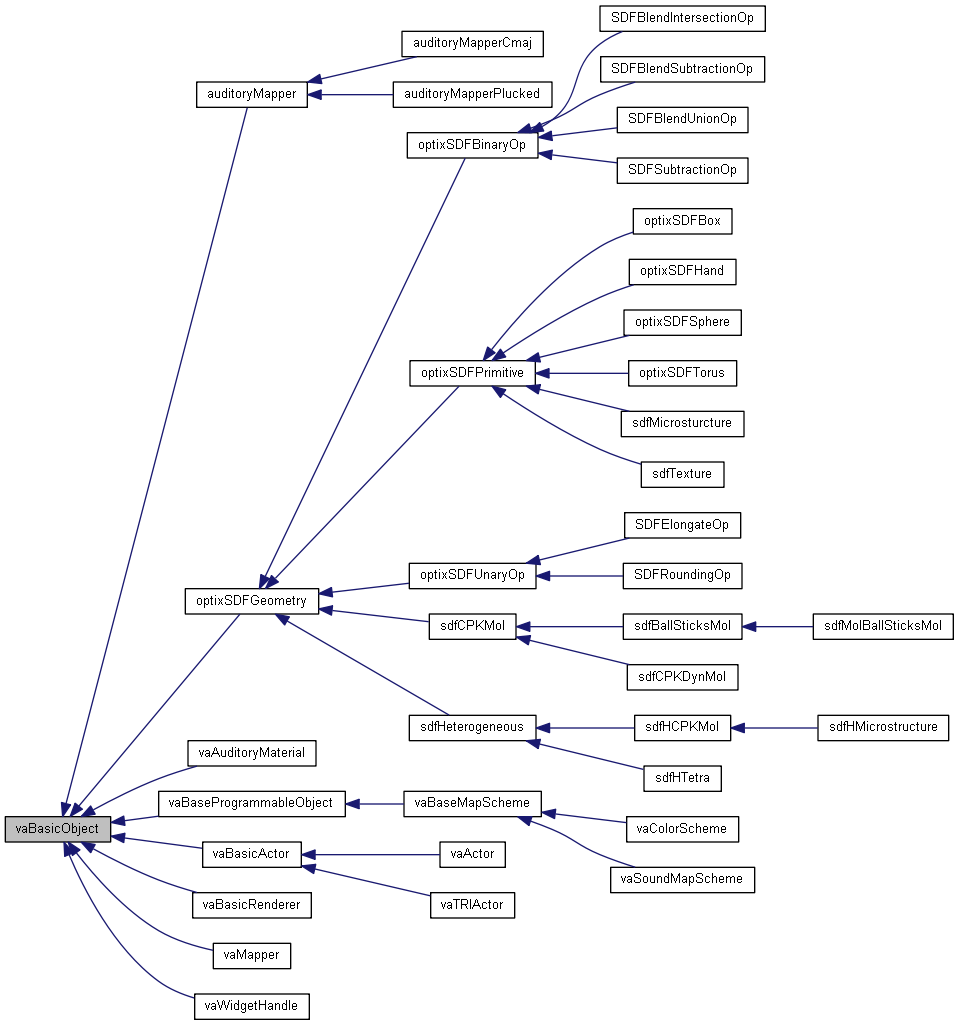 SDFBlendIntersectionOp
auditoryMapperCmaj
SDFBlendSubtractionOp
auditoryMapper
auditoryMapperPlucked
SDFBlendUnionOp
optixSDFBinaryOp
SDFSubtractionOp
optixSDFBox
optixSDFHand
optixSDFSphere
optixSDFPrimitive
optixSDFTorus
sdfMicrosturcture
sdfTexture
SDFElongateOp
optixSDFUnaryOp
SDFRoundingOp
optixSDFGeometry
sdfCPKMol
sdfBallSticksMol
sdfMolBallSticksMol
sdfCPKDynMol
sdfHeterogeneous
sdfHCPKMol
sdfHMicrostructure
vaAuditoryMaterial
sdfHTetra
vaBaseProgrammableObject
vaBaseMapScheme
vaBasicObject
vaColorScheme
vaBasicActor
vaActor
vaSoundMapScheme
vaBasicRenderer
vaTRIActor
vaMapper
vaWidgetHandle